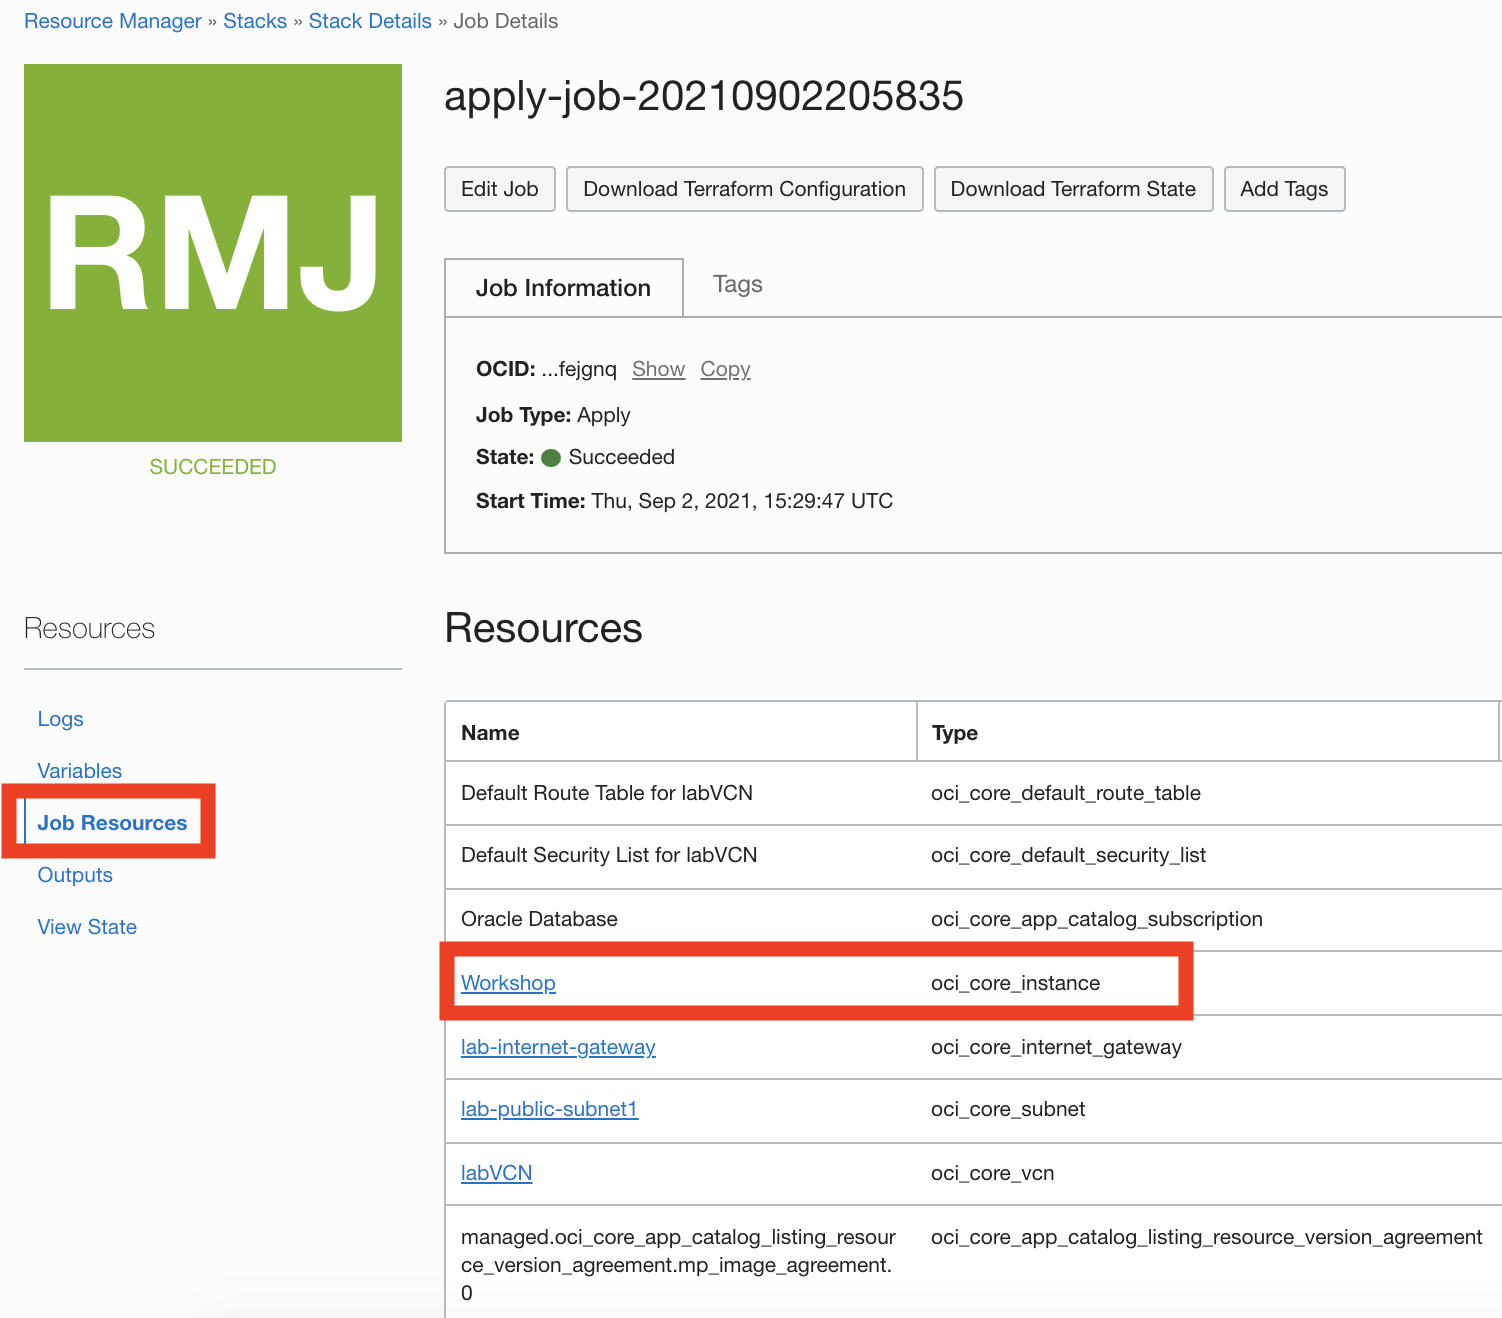 Resource Manager » Stacks » Stack Details » Job Details
RMJ
SUCCEEDED
apply-job-20210902205835
Edit Job
Download Terraform Configuration
Download Terraform State
Add Tags
Job Information
Tags
OCID: ...fejgnq Show Copy
Job Type: Apply
State: Succeeded
Start Time: Thu, Sep 2, 2021, 15:29:47 UTC
Resources
Logs
Variables
Job Resources
Outputs
View State
Resources
Name Type
Default Route Table for labVCN oci_core_default_route_table
Default Security List for labVCN oci_core_default_security_list
Oracle Database oci_core_app_catalog_subscription
Workshop oci_core_instance
lab-internet-gateway oci_core_internet_gateway
lab-public-subnet1 oci_core_subnet
labVCN oci_core_vcn
managed.oci_core_app_catalog_listing_resour oci_core_app_catalog_listing_resource_version_agreement
ce_version_agreement.mp_image_agreement.
0